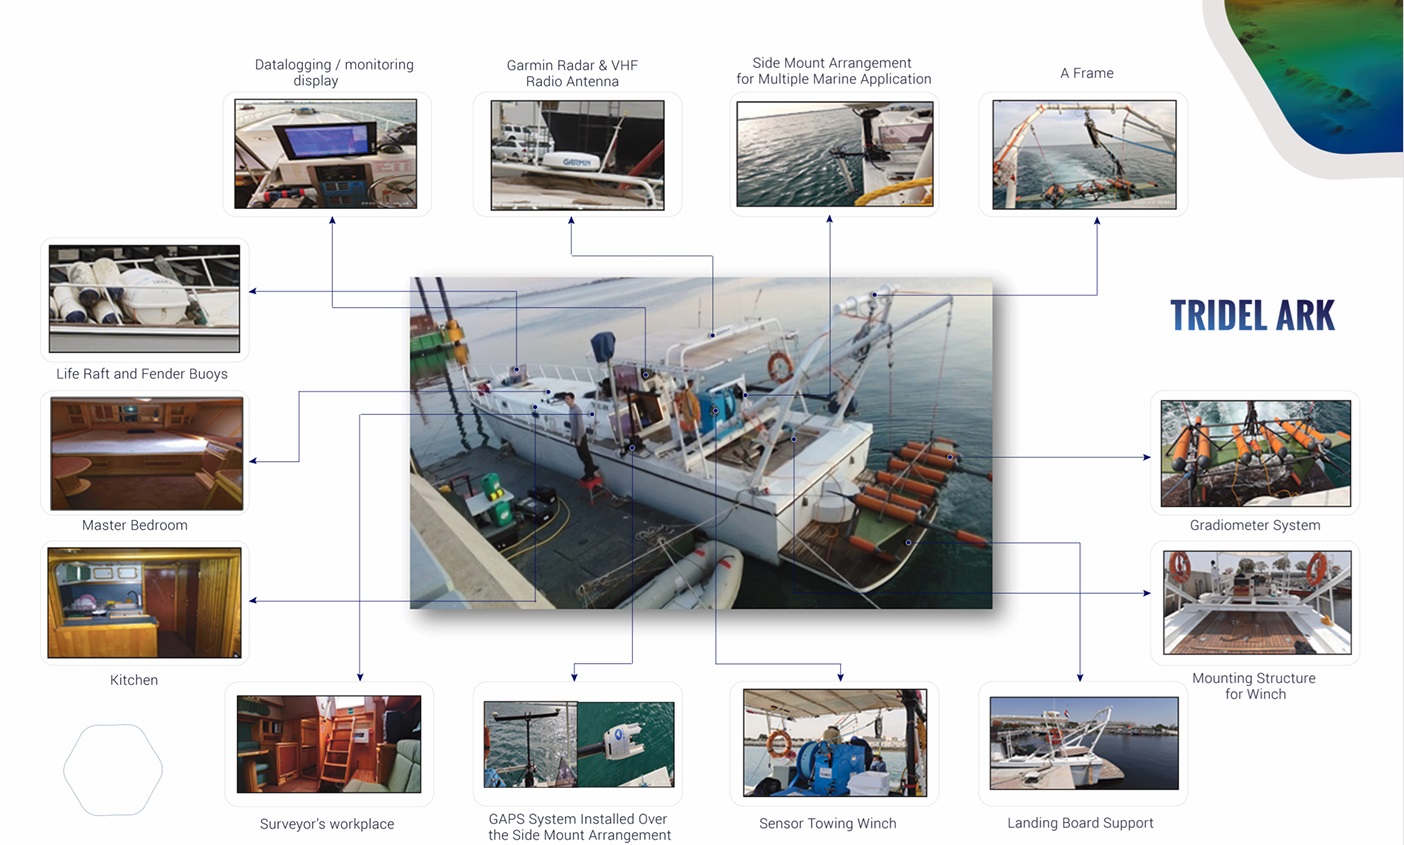 Datalogging / monitoring
display
Garmin Radar & VHF
Radio Antenna
Side Mount Arrangement
for Multiple Marine Application
A Frame
GARMIN
Life Raft and Fender Buoys
TRIDEL ARK
Master Bedroom
Gradiometer System
Kitchen
Mounting Structure
for Winch
Surveyor's workplace
GAPS System Installed Over
the Side Mount Arrangement
Sensor Towing Winch
Landing Board Support